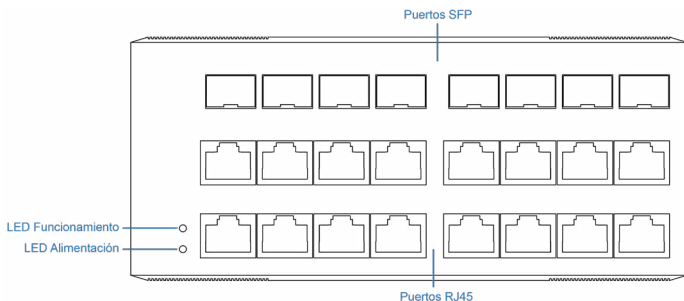 Puertos SFP
LED Funcionamiento
LED Alimentación
Puertos RJ45